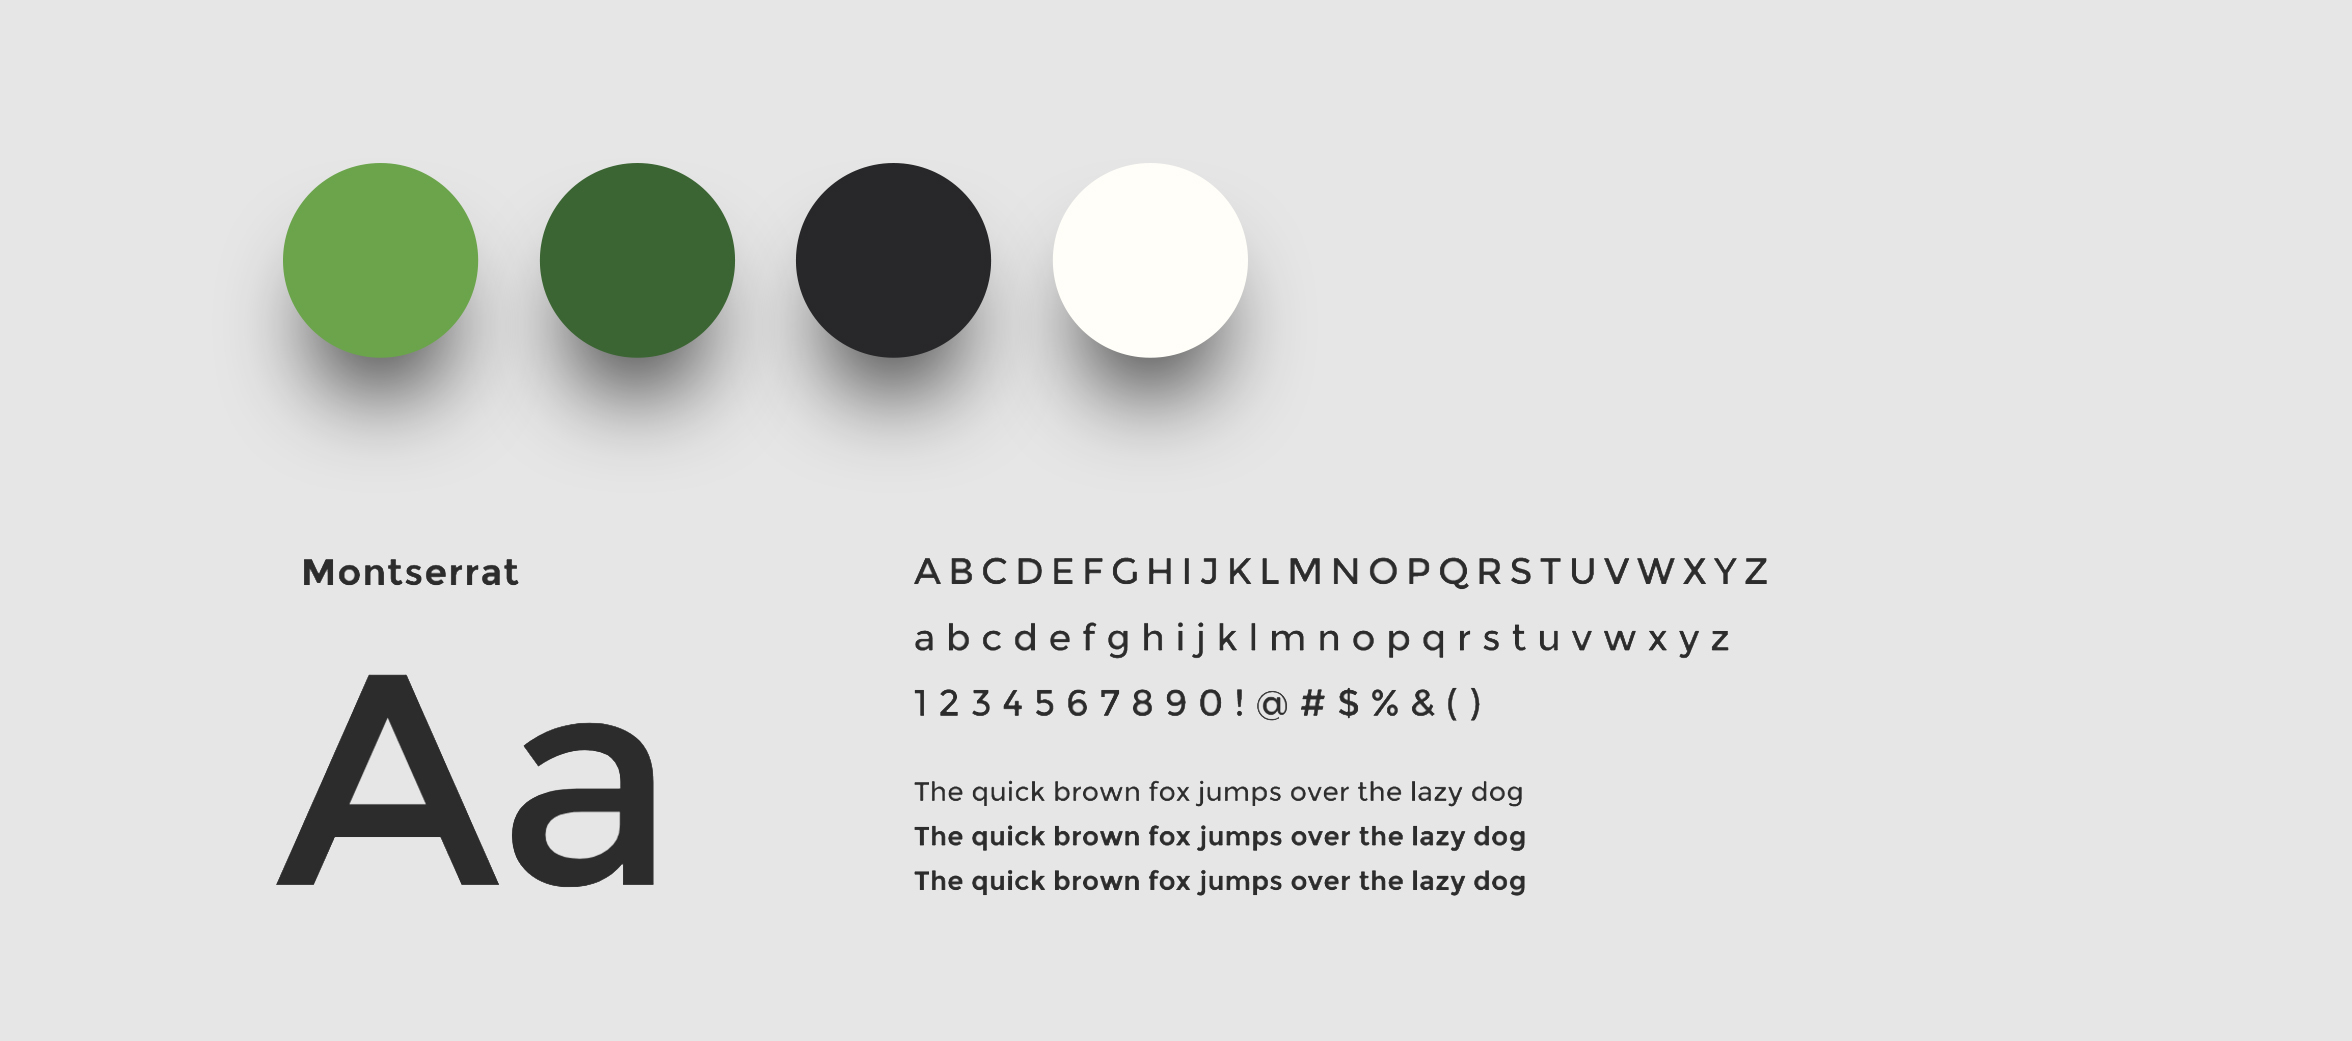 Montserrat
Aa
A B C D E F G H I J K L M N O P Q R S T U V W X Y Z
a b c d e f g h i j k l m n o p q r s t u v w x y z
1 2 3 4 5 6 7 8 9 0 ! @ # $ % & ( )
The quick brown fox jumps over the lazy dog
The quick brown fox jumps over the lazy dog
The quick brown fox jumps over the lazy dog